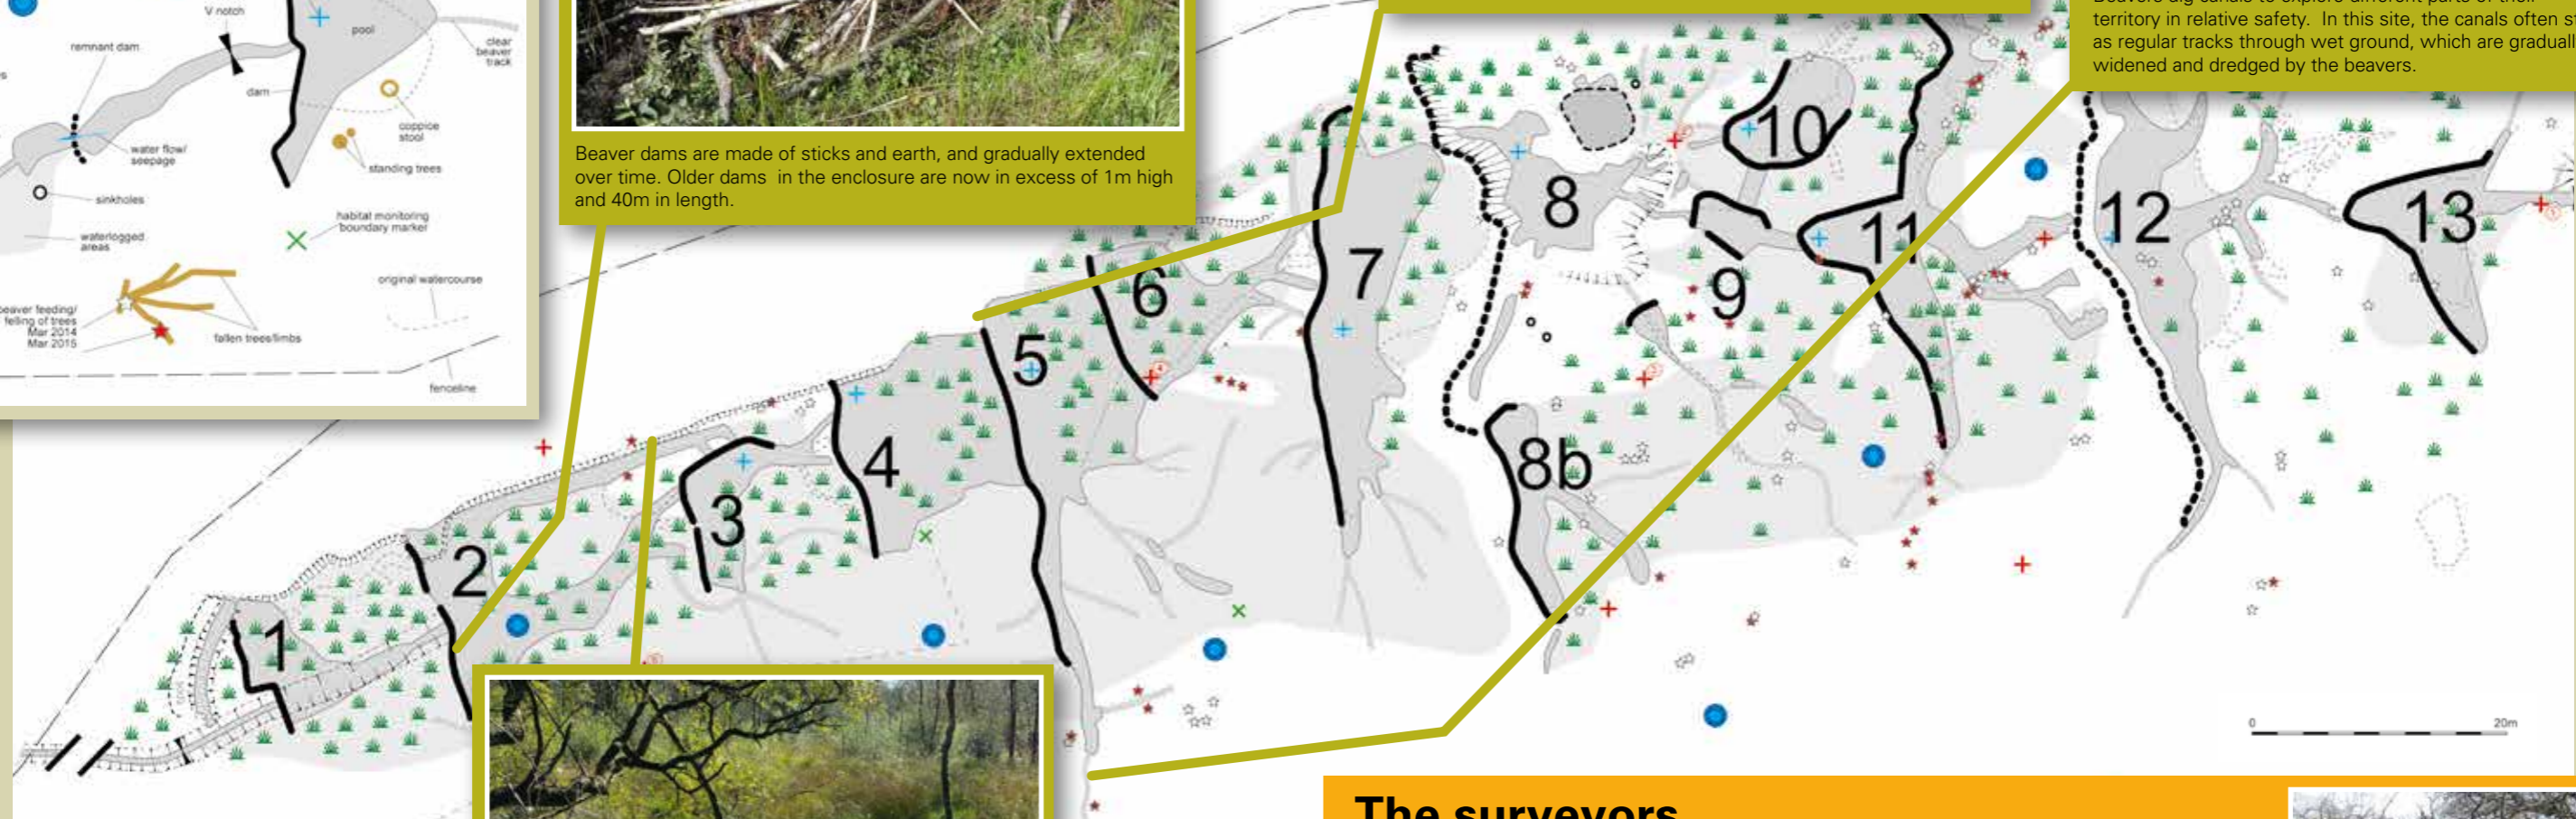 V notch
pool
remnant dam
clear
beaver
track
dam
coppice
stool
water flow/
seepage
standing trees
sinkholes
habitat monitoring
boundary marker
waterlogged
areas
original watercourse
beaver feeding/
felling of trees
Mar 2014
Mar 2015
fallen trees/limbs
fenceline
Beaver dams are made of sticks and earth, and gradually extended
over time. Older dams in the enclosure are now in excess of 1m high
and 40m in length.
territory in relative safety. In this site, the canals often
as regular tracks through wet ground, which are
widened and dredged by the beavers.
1
2
3
4
5
6
7
8
8b
9
10
11
12
13
0 20m
The surveyors